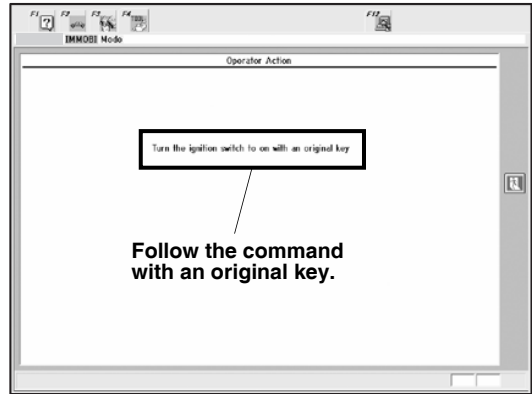 F1 F2 F3 F4 F12
IMMOBI Mode
Operator Action
Turn the ignition switch to on with an original key
Follow the command
with an original key.